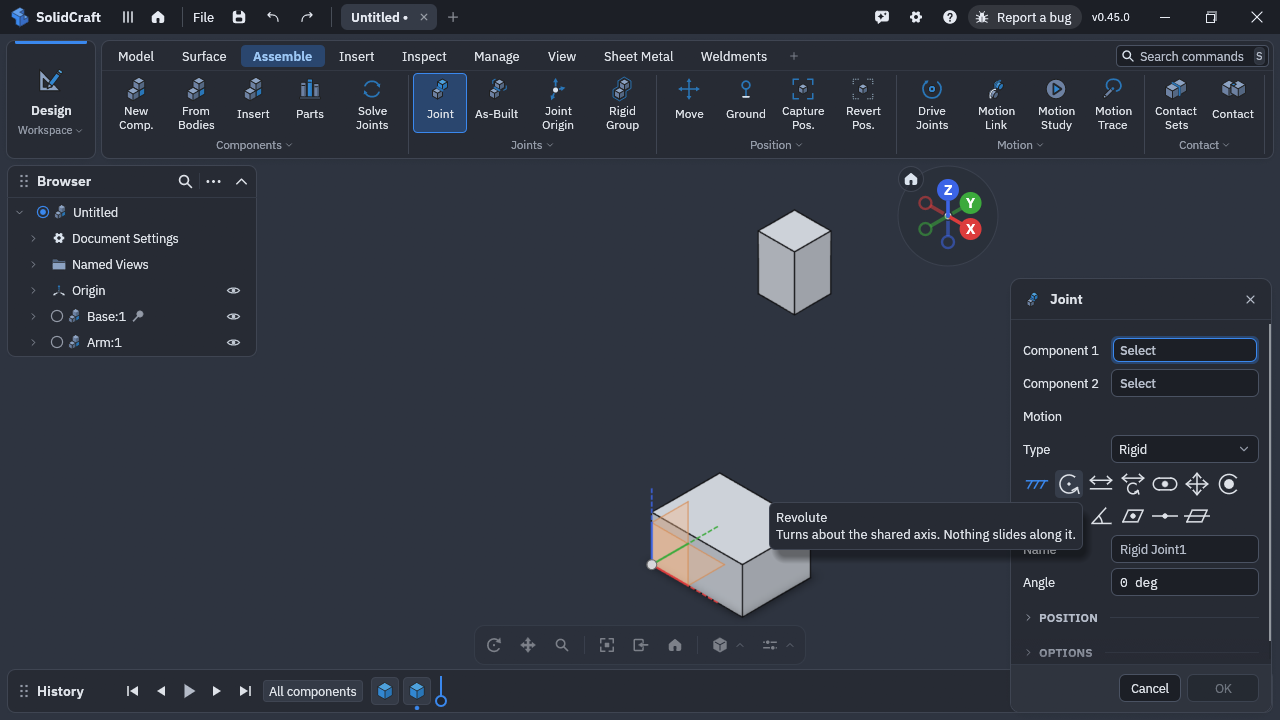 SolidCraft
File
Untitled •
Report a bug
v0.45.0
Design
Workspace
Model
Surface
Assemble
Insert
Inspect
Manage
View
Sheet Metal
Weldments
Search commands
S
New
Comp.
From
Bodies
Insert
Parts
Solve
Joints
Components
Joint
As-Built
Joint
Origin
Rigid
Group
Joints
Move
Ground
Capture
Pos.
Revert
Pos.
Position
Drive
Joints
Motion
Link
Motion
Study
Motion
Trace
Motion
Contact
Sets
Contact
Contact
Browser
Untitled
Document Settings
Named Views
Origin
Base:1
Arm:1
Z
Y
X
Joint
Component 1
Select
Component 2
Select
Motion
Type
Rigid
Revolute
Turns about the shared axis. Nothing slides along it.
Name
Rigid Joint1
Angle
0 deg
POSITION
OPTIONS
Cancel
OK
History
All components